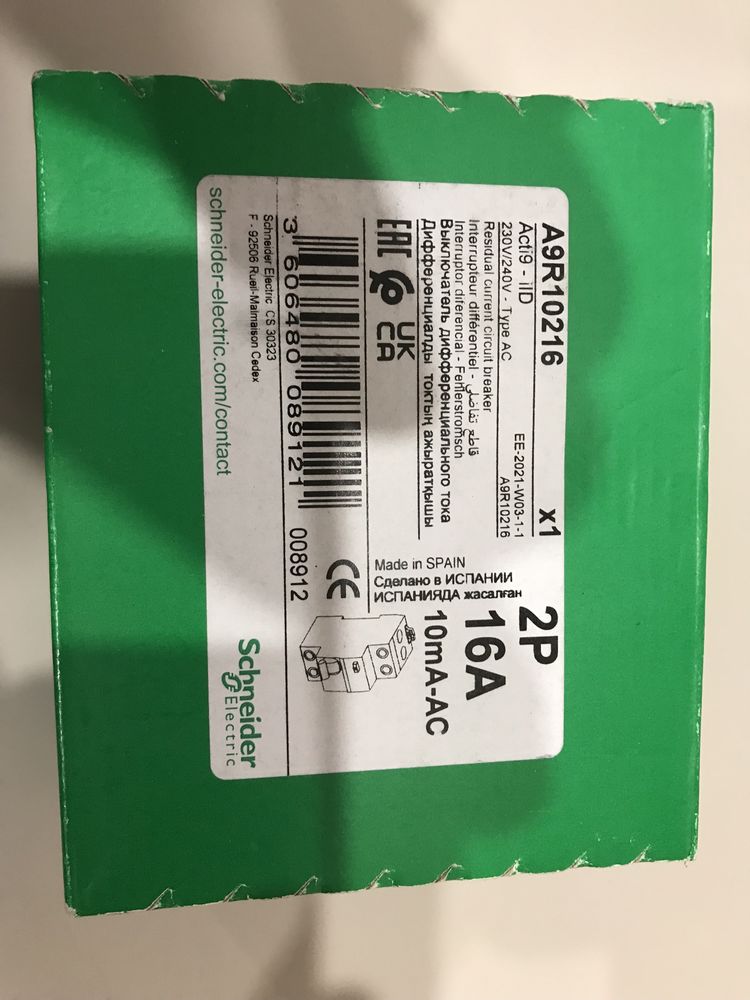 A9R10216 x1
Acti9 - iID
230V/240V - Type AC
EE-2021-W03-1-1
A9R10216
Residual current circuit breaker
Interrupteur différentiel - قاطع تفاضلي
Interruptor diferencial - Fehlerstromsch
Выключатель дифференциального тока
Дифференциалды токтың ажыратқышы
2P
16A
10mA-AC
Made in SPAIN
Сделано в ИСПАНИИ
ИСПАНИЯДА жасалған
EAC
UK
CA
CE
3 606480 089121
008912
Schneider Electric CS 30323
F - 92506 Rueil-Malmaison Cedex
schneider-electric.com/contact
Schneider
Electric